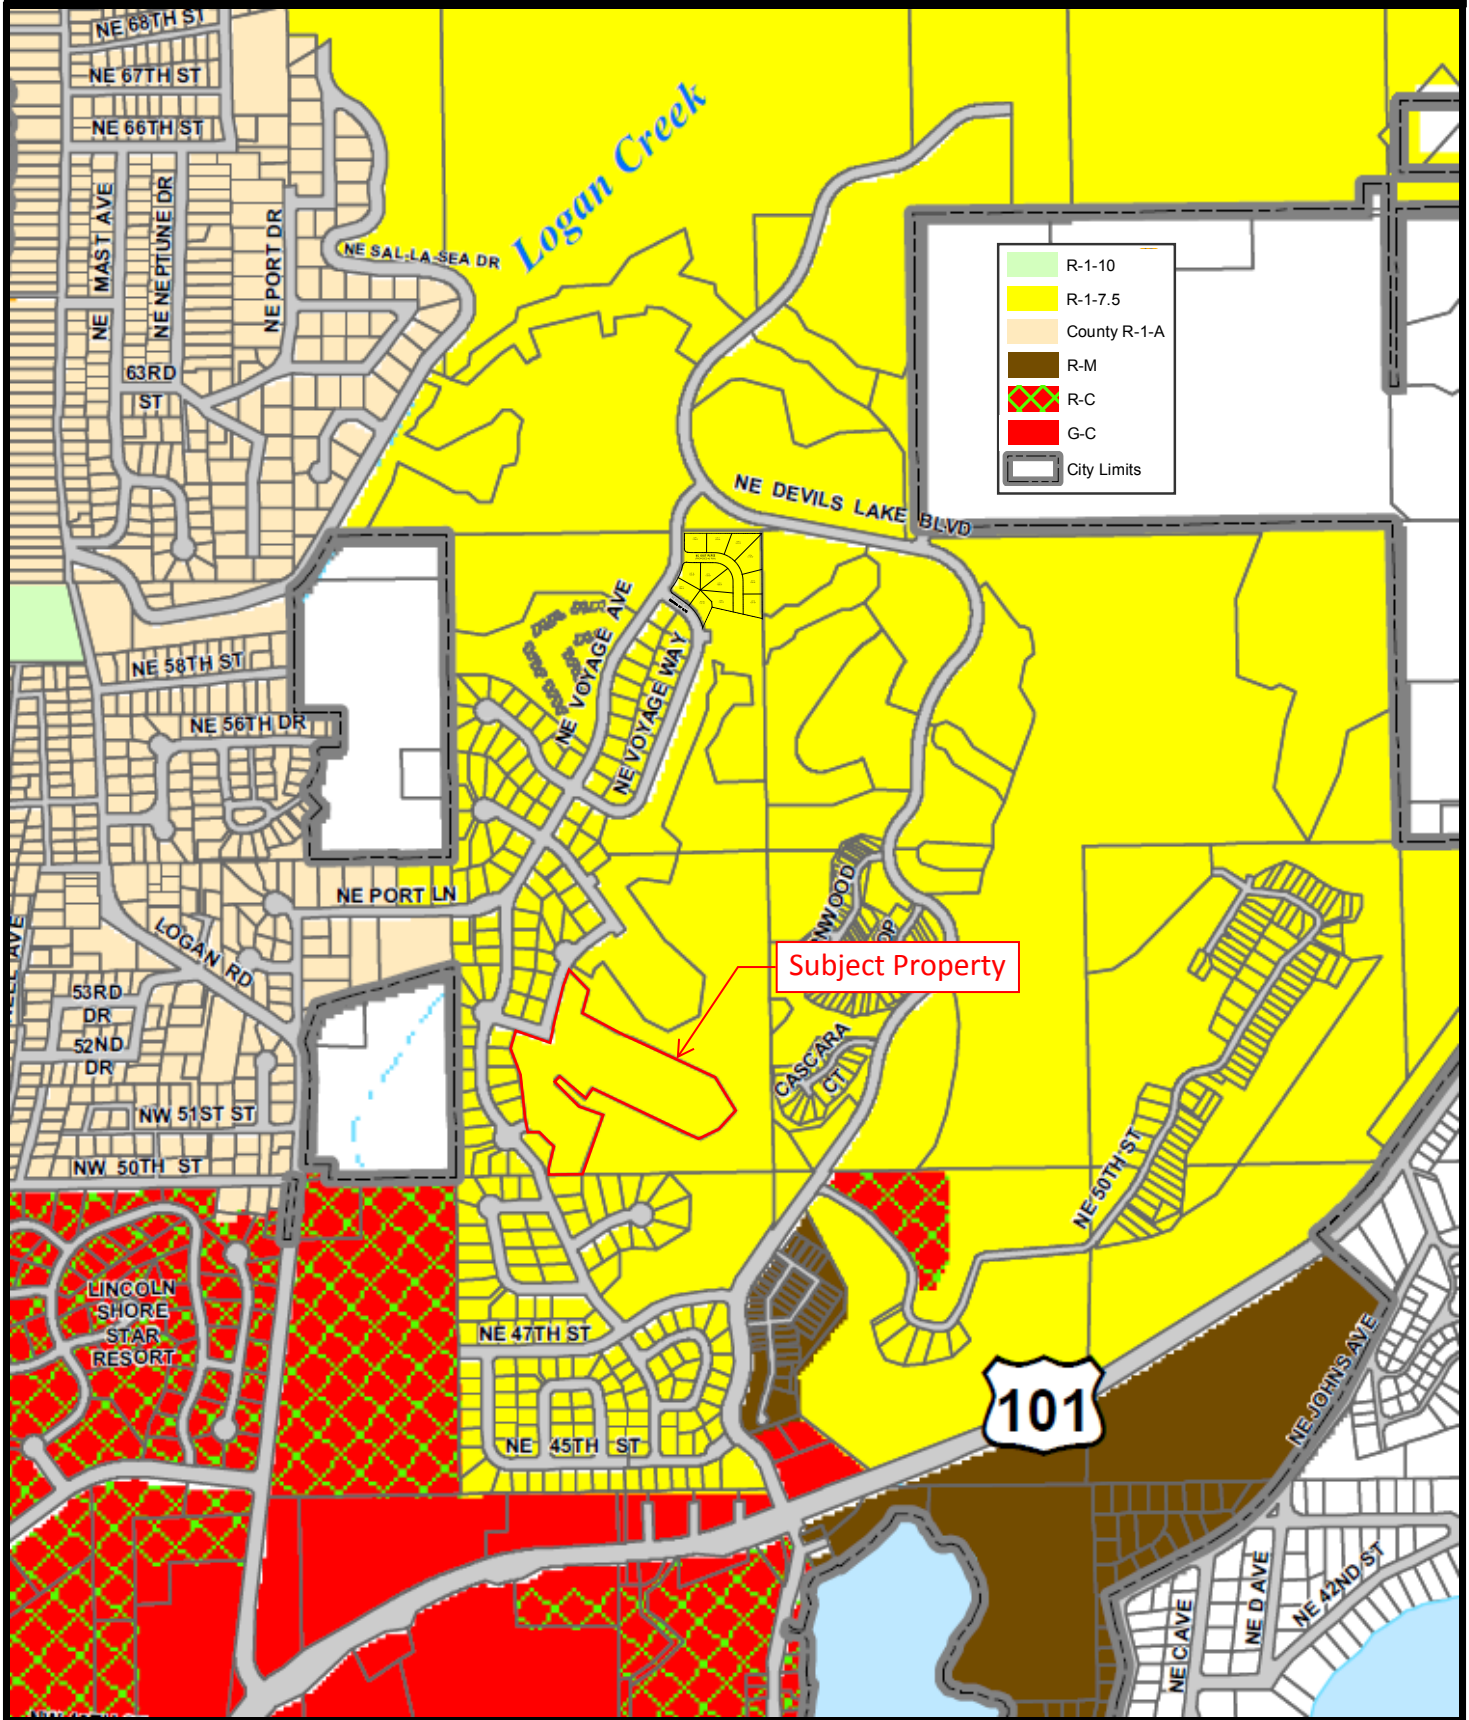 NE 68TH ST
NE 67TH ST
NE 66TH ST
NE MAST AVE
NE NEPTUNE DR
NE PORT DR
NE SAL-LA-SEA DR
Logan Creek
63RD
ST
R-1-10
R-1-7.5
County R-1-A
R-M
R-C
G-C
City Limits
NE DEVILS LAKE BLVD
NE VOYAGE AVE
NE VOYAGE WAY
NE 58TH ST
NE 56TH DR
NE PORT LN
LOGAN RD
53RD
DR
52ND
DR
NW 51ST ST
NW 50TH ST
Subject Property
CASCARA
CT
NE 50TH ST
LINCOLN
SHORE
STAR
RESORT
NE 47TH ST
NE 45TH ST
101
NE JOHNS AVE
NE 42ND ST
NE D AVE
NE C AVE